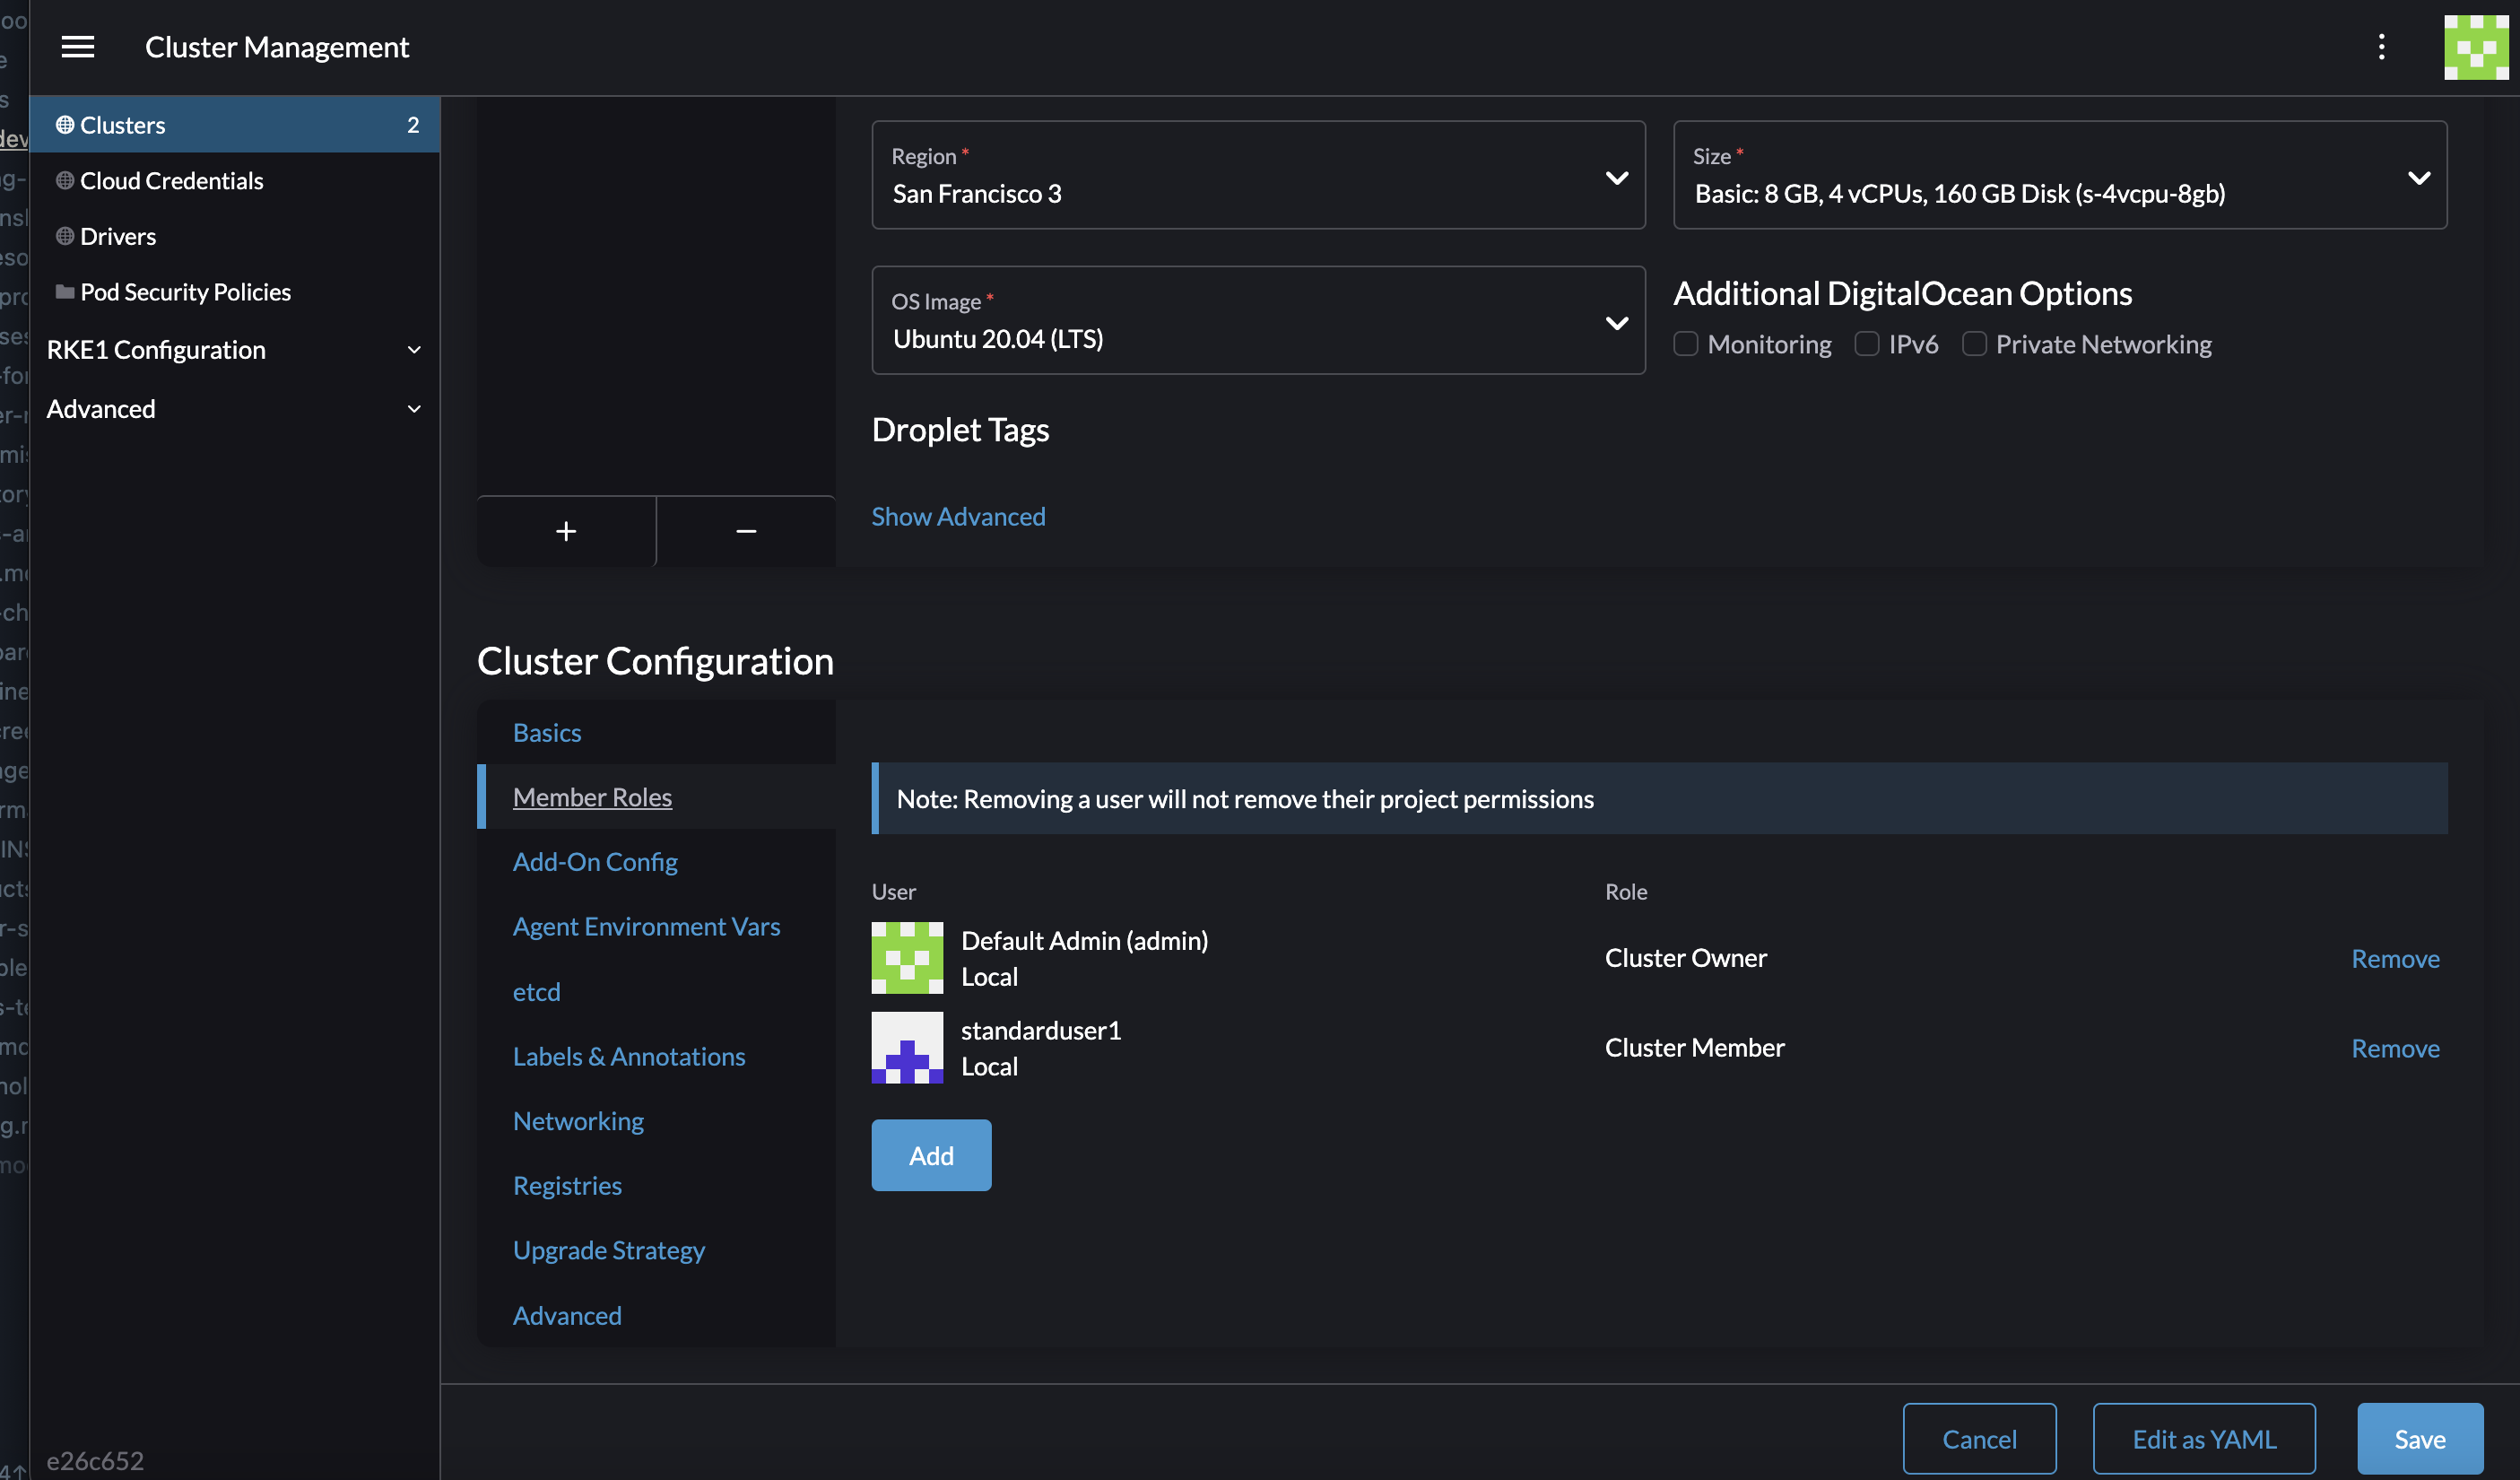 Cluster Management
Clusters 2
Cloud Credentials
Drivers
Pod Security Policies
RKE1 Configuration
Advanced
e26c652
Region *
San Francisco 3
Size *
Basic: 8 GB, 4 vCPUs, 160 GB Disk (s-4vcpu-8gb)
OS Image *
Ubuntu 20.04 (LTS)
Additional DigitalOcean Options
Monitoring IPv6 Private Networking
Droplet Tags
Show Advanced
+ −
Cluster Configuration
Basics
Member Roles
Add-On Config
Agent Environment Vars
etcd
Labels & Annotations
Networking
Registries
Upgrade Strategy
Advanced
Note: Removing a user will not remove their project permissions
User Role
Default Admin (admin)
Local
Cluster Owner Remove
standarduser1
Local
Cluster Member Remove
Add
Cancel Edit as YAML Save